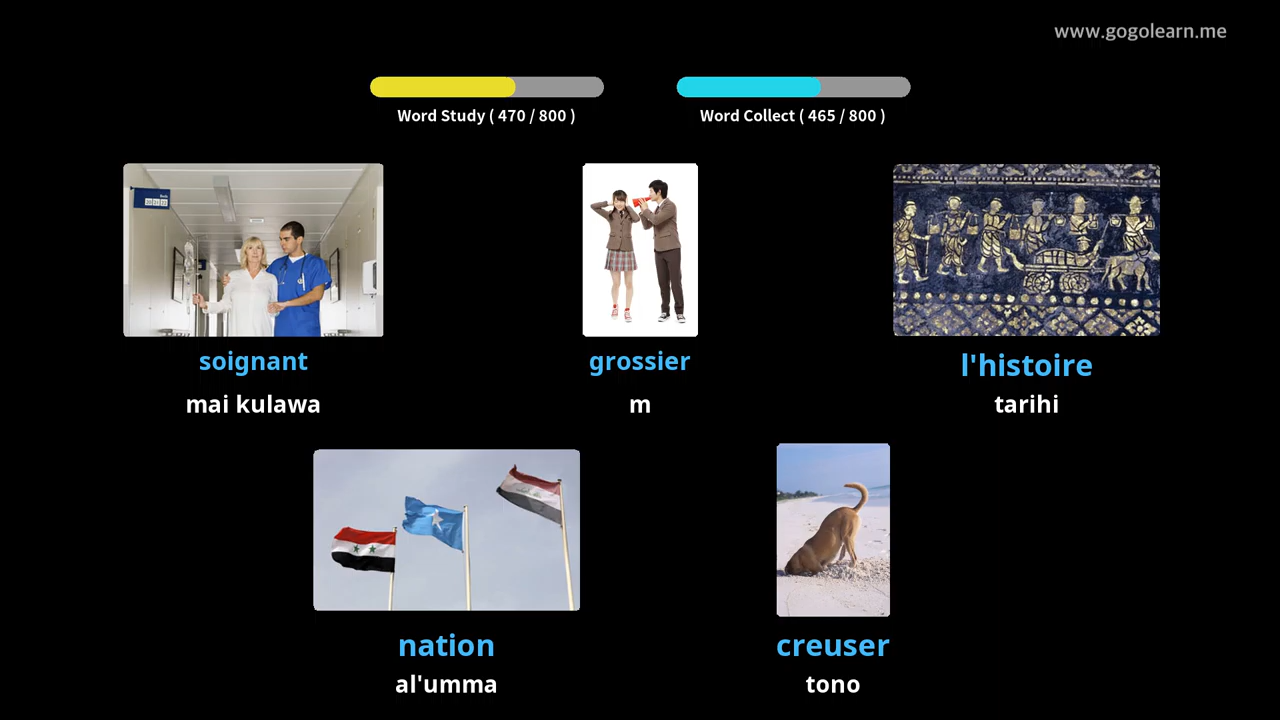 www.gogolearn.me
Word Study ( 470 / 800 )
Word Collect ( 465 / 800 )
soignant
mai kulawa
grossier
m
l'histoire
tarihi
nation
al'umma
creuser
tono